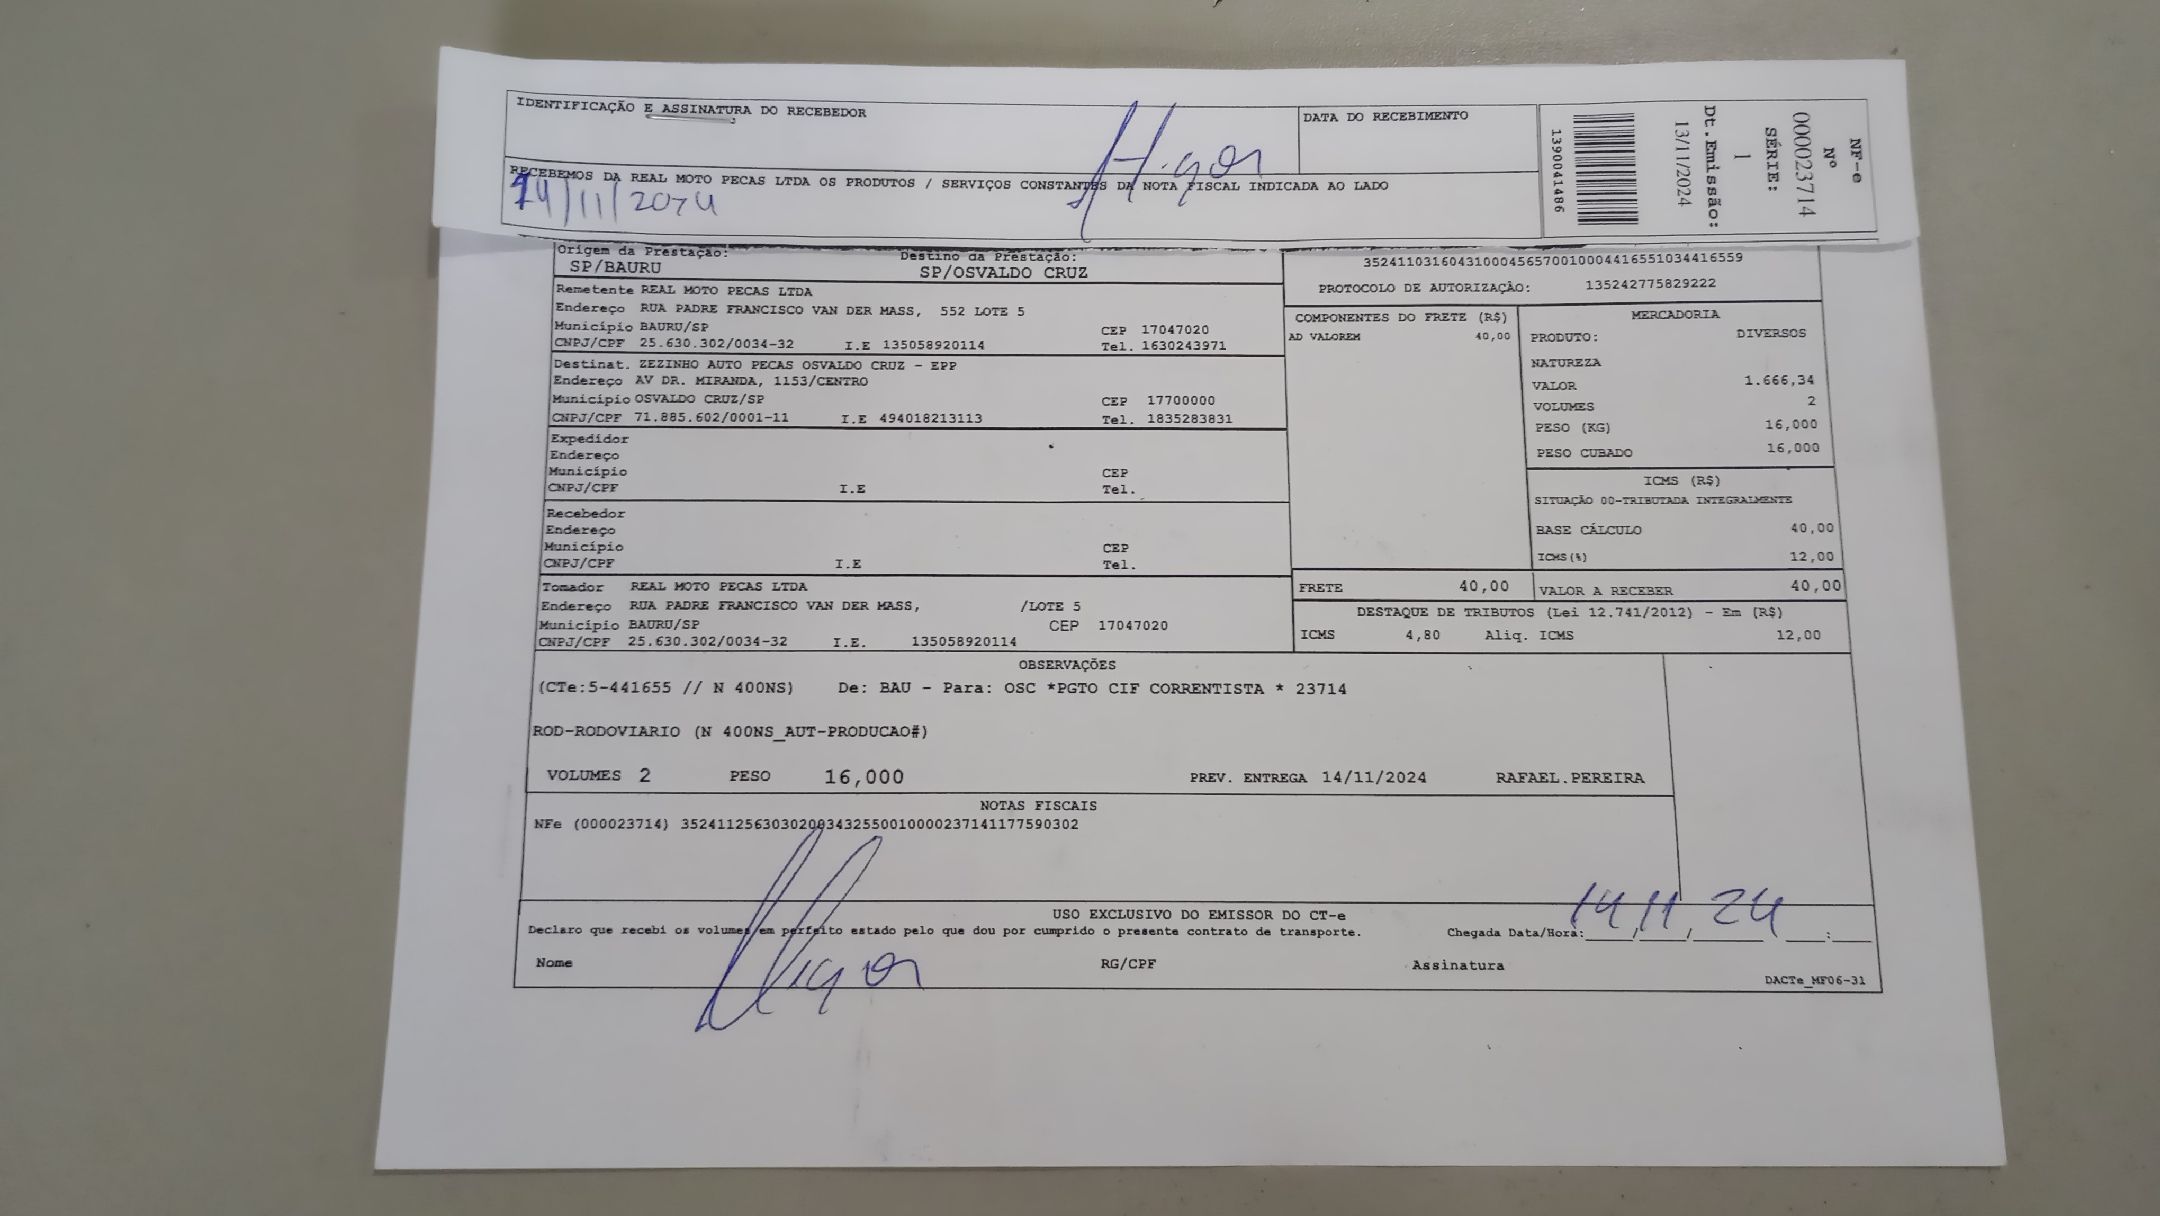 IDENTIFICAÇÃO E ASSINATURA DO RECEBEDOR
Higor
DATA DO RECEBIMENTO
RECEBEMOS DA REAL MOTO PECAS LTDA OS PRODUTOS / SERVIÇOS CONSTANTES DA NOTA FISCAL INDICADA AO LADO
14/11/2024
NF-e
Nº
000023714
SÉRIE:
1
Dt.Emissão:
13/11/2024
1390041486
Origem da Prestação: Destino da Prestação:
SP/BAURU SP/OSVALDO CRUZ
Remetente REAL MOTO PECAS LTDA
Endereço RUA PADRE FRANCISCO VAN DER MASS, 552 LOTE 5
Município BAURU/SP CEP 17047020
CNPJ/CPF 25.630.302/0034-32 I.E 135058920114 Tel. 1630243971
Destinat. ZEZINHO AUTO PECAS OSVALDO CRUZ - EPP
Endereço AV DR. MIRANDA, 1153/CENTRO
Município OSVALDO CRUZ/SP CEP 17700000
CNPJ/CPF 71.885.602/0001-11 I.E 494018213113 Tel. 1835283831
Expedidor
Endereço
Município CEP
CNPJ/CPF I.E Tel.
Recebedor
Endereço
Município CEP
CNPJ/CPF I.E Tel.
Tomador REAL MOTO PECAS LTDA
Endereço RUA PADRE FRANCISCO VAN DER MASS, /LOTE 5
Município BAURU/SP CEP 17047020
CNPJ/CPF 25.630.302/0034-32 I.E. 135058920114
35241103160431000456570010004416551034416559
PROTOCOLO DE AUTORIZAÇÃO: 135242775829222
COMPONENTES DO FRETE (R$)
AD VALOREM 40,00
MERCADORIA
PRODUTO: DIVERSOS
NATUREZA
VALOR 1.666,34
VOLUMES 2
PESO (KG) 16,000
PESO CUBADO 16,000
ICMS (R$)
SITUAÇÃO 00-TRIBUTADA INTEGRALMENTE
BASE CÁLCULO 40,00
ICMS(%) 12,00
FRETE 40,00 VALOR A RECEBER 40,00
DESTAQUE DE TRIBUTOS (Lei 12.741/2012) - Em (R$)
ICMS 4,80 Aliq. ICMS 12,00
OBSERVAÇÕES
(CTe:5-441655 // N 400NS) De: BAU - Para: OSC *PGTO CIF CORRENTISTA * 23714
ROD-RODOVIARIO (N 400NS_AUT-PRODUCAO#)
VOLUMES 2 PESO 16,000 PREV. ENTREGA 14/11/2024 RAFAEL.PEREIRA
NOTAS FISCAIS
NFe (000023714) 35241125630302003432550010000237141177590302
USO EXCLUSIVO DO EMISSOR DO CT-e
Declaro que recebi os volumes em perfeito estado pelo que dou por cumprido o presente contrato de transporte. Chegada Data/Hora: 14/11/24 :
Nome Higor RG/CPF Assinatura
DACTe_MF06-31